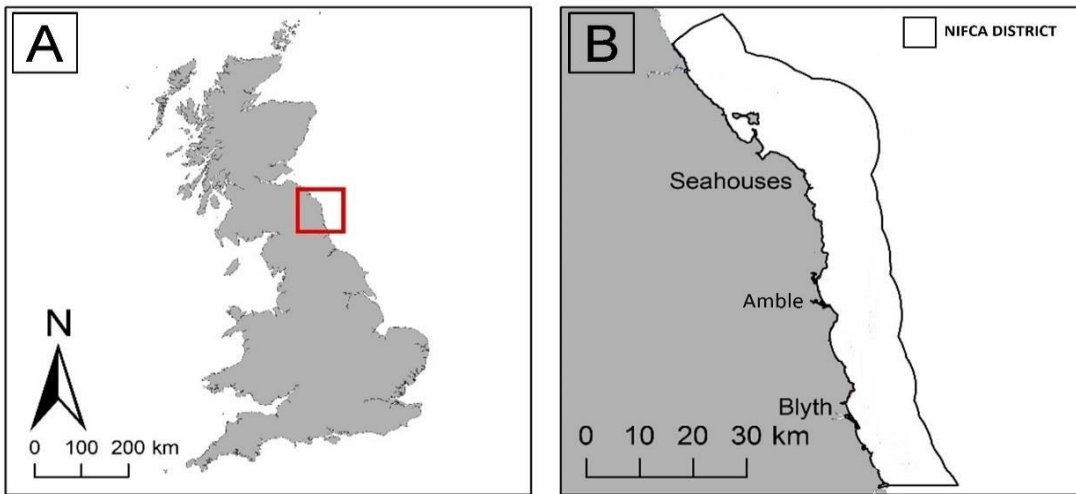 A
N
0 100 200 km
B
NIFCA DISTRICT
Seahouses
Amble
Blyth
0 10 20 30 km